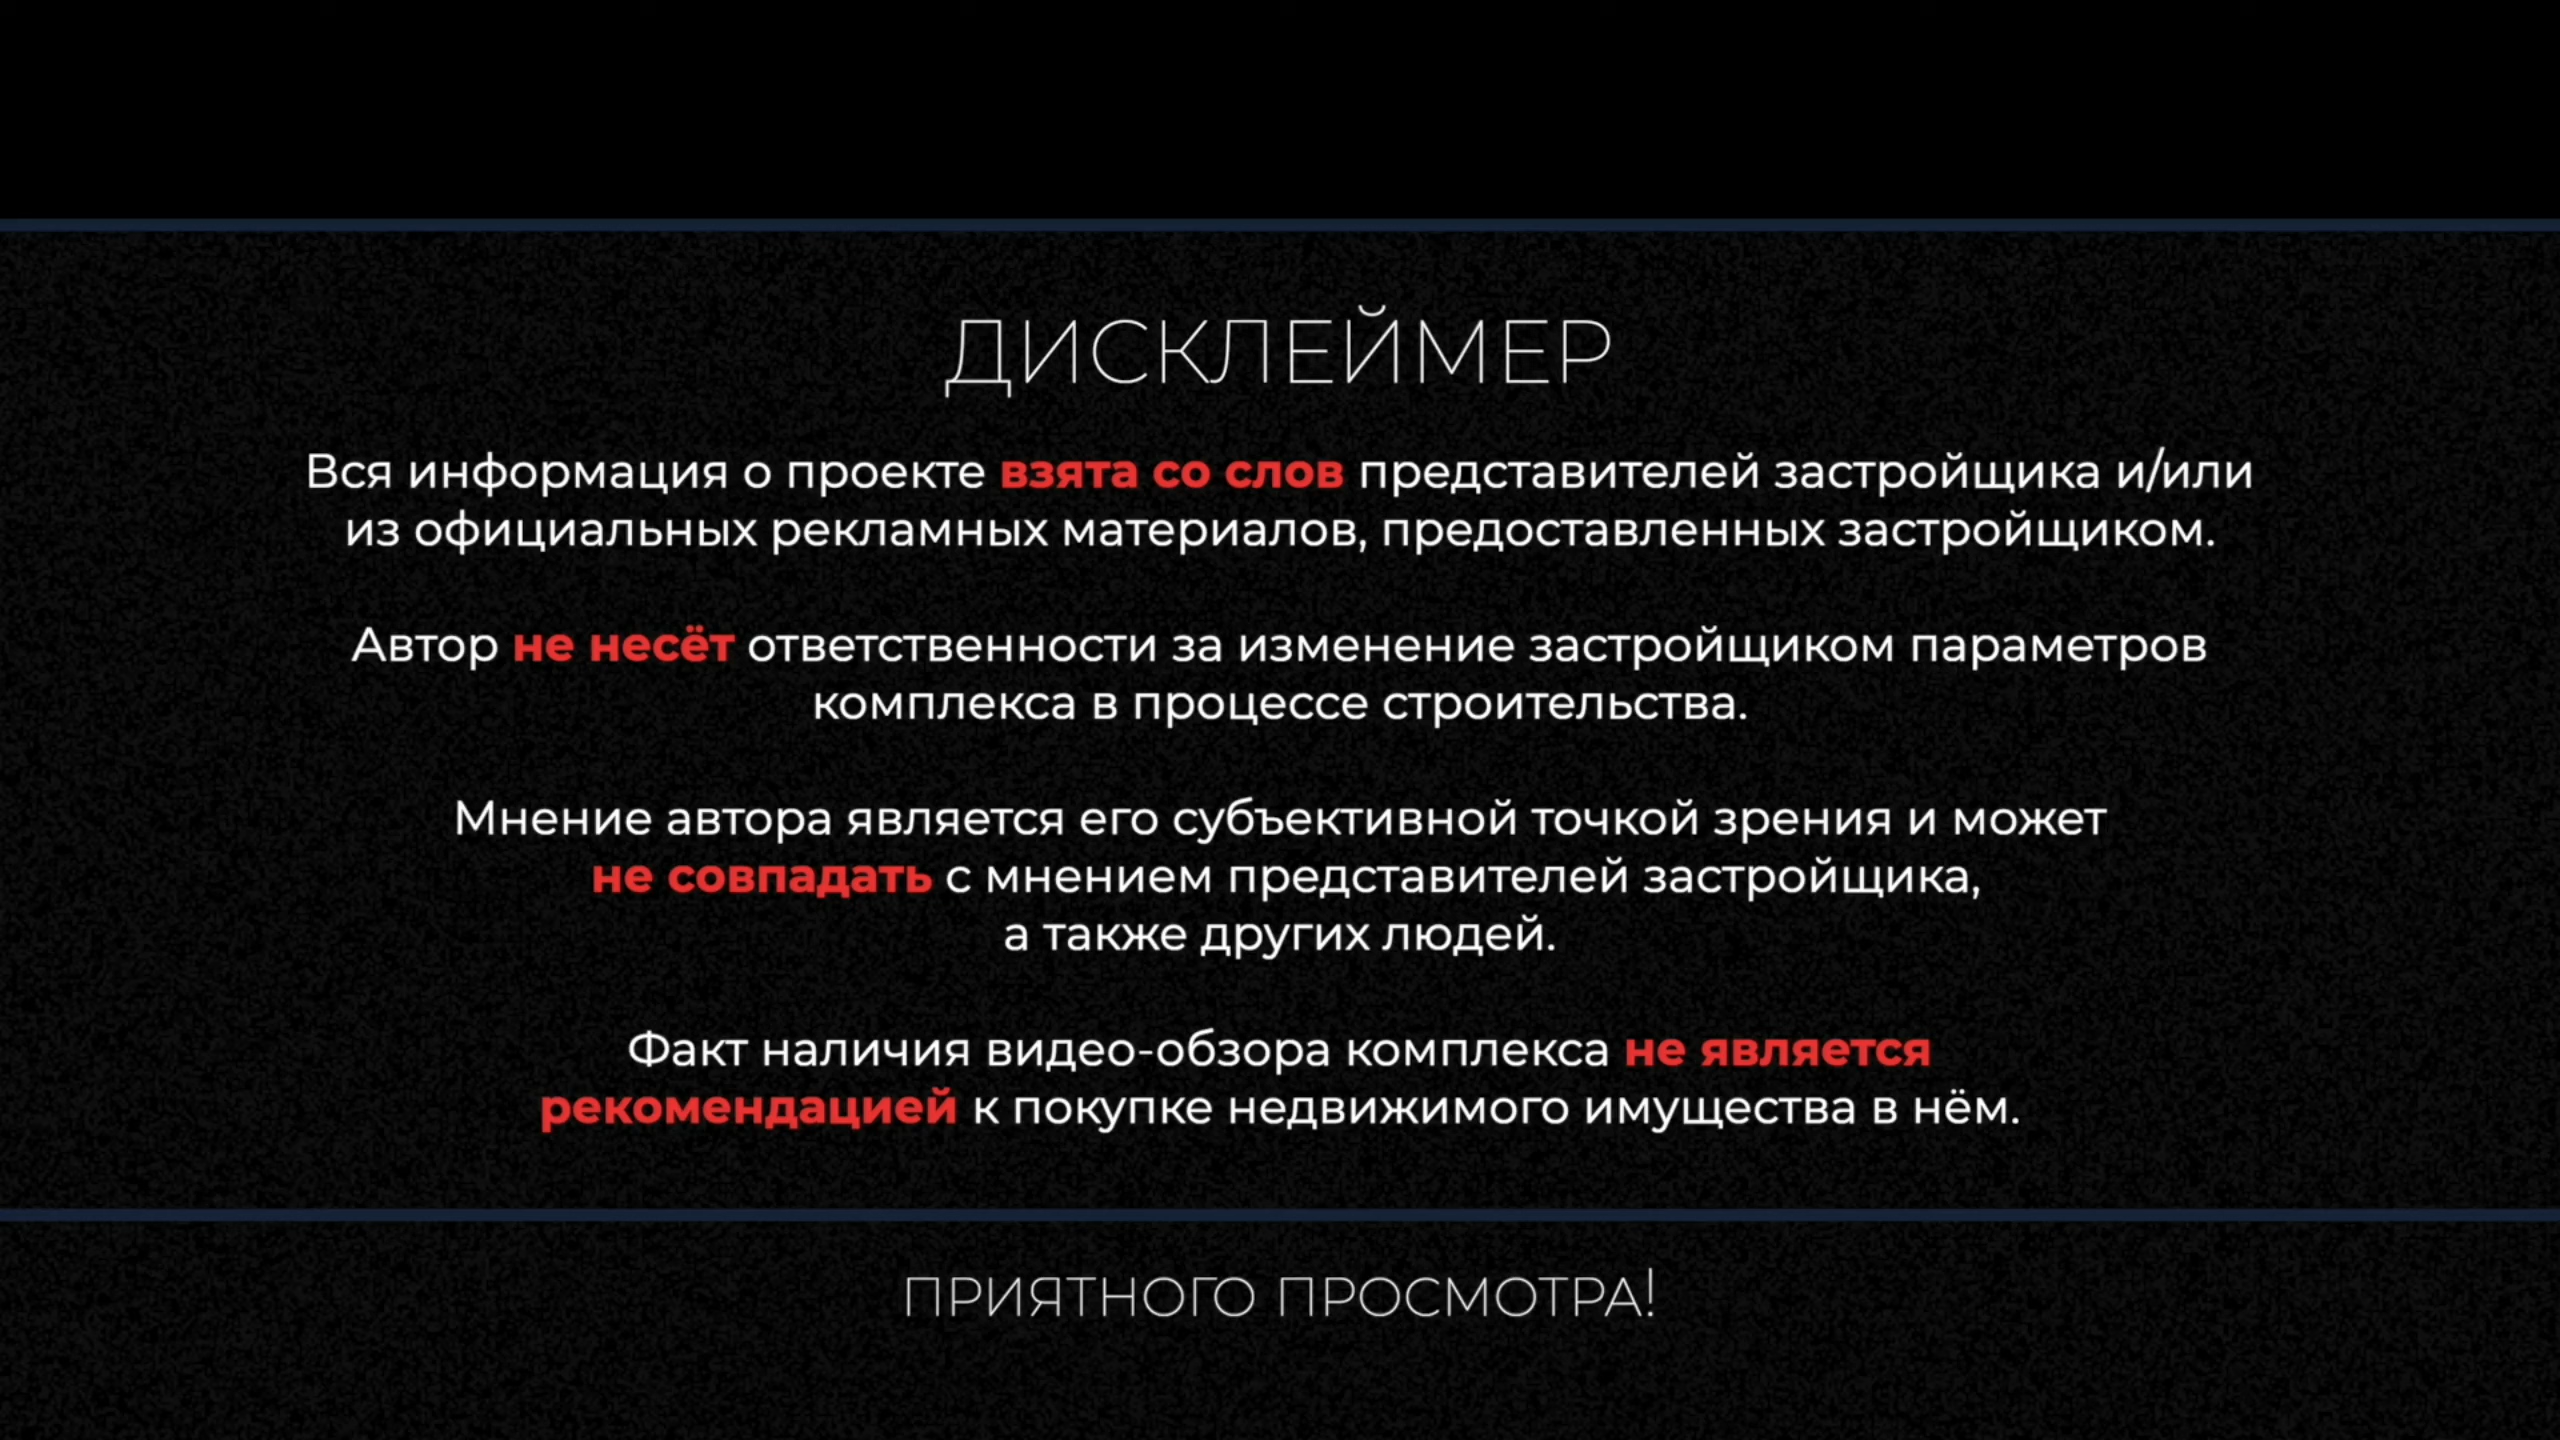 ДИСКЛЕЙМЕР
Вся информация о проекте взята со слов представителей застройщика и/или
из официальных рекламных материалов, предоставленных застройщиком.
Автор не несёт ответственности за изменение застройщиком параметров
комплекса в процессе строительства.
Мнение автора является его субъективной точкой зрения и может
не совпадать с мнением представителей застройщика,
а также других людей.
Факт наличия видео-обзора комплекса не является
рекомендацией к покупке недвижимого имущества в нём.
ПРИЯТНОГО ПРОСМОТРА!